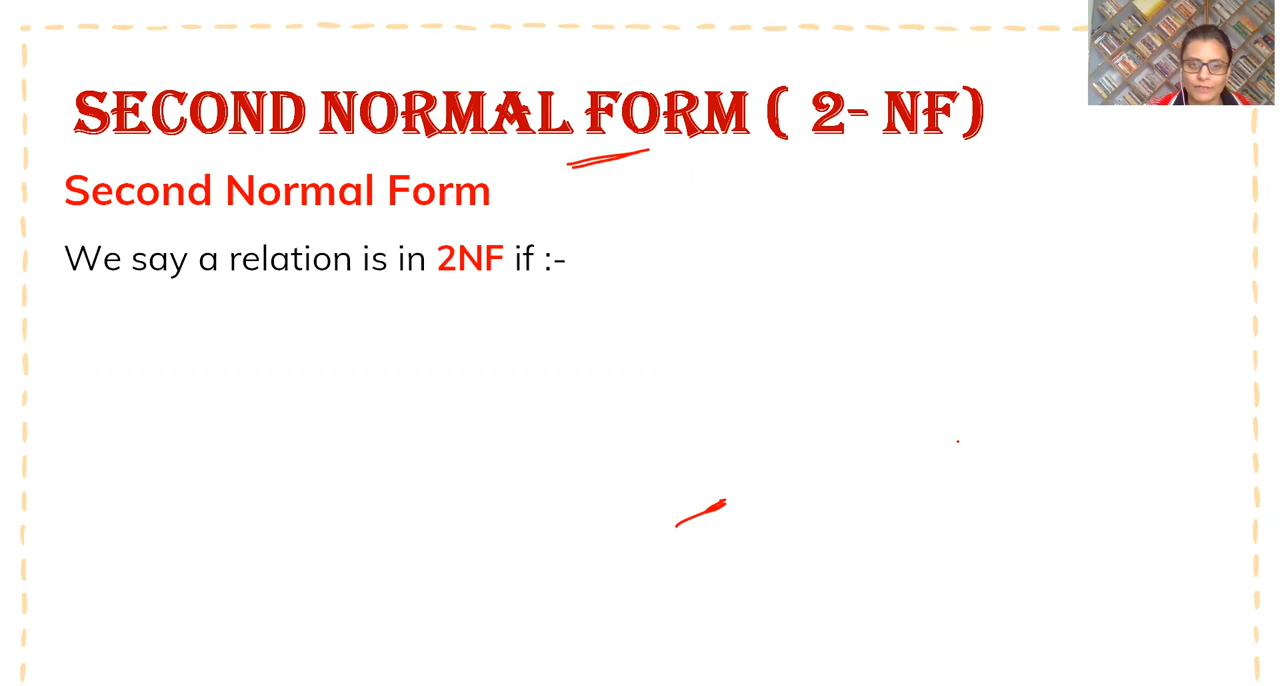 SECOND NORMAL FORM ( 2- NF)
Second Normal Form
We say a relation is in 2NF if :-